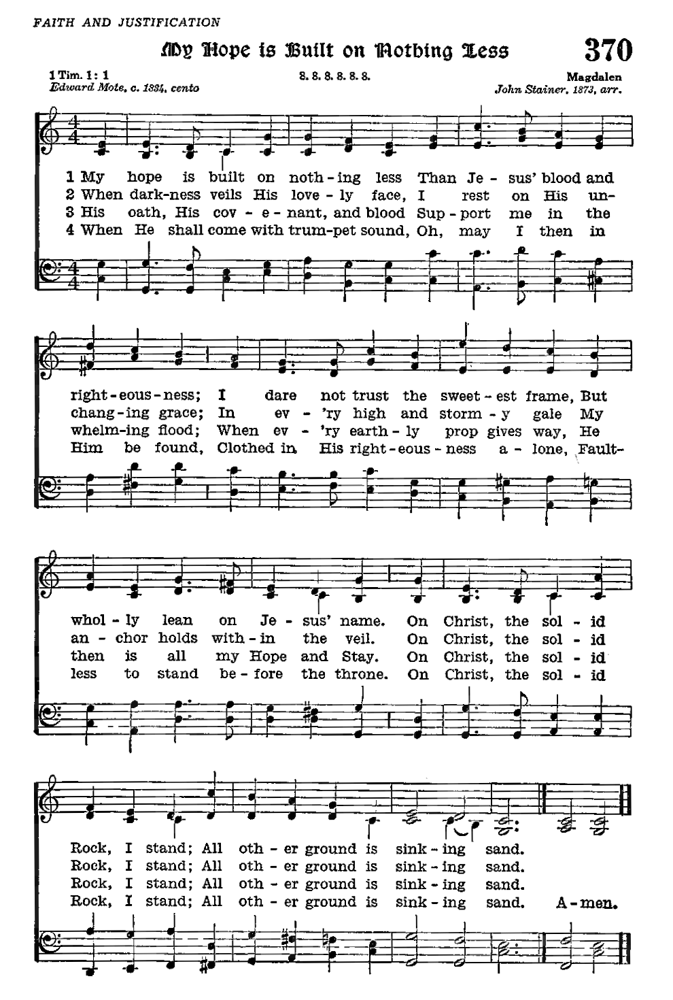 FAITH AND JUSTIFICATION
My Hope is Built on Nothing Less 370
1 Tim. 1: 1 8. 8. 8. 8. 8. 8. Magdalen
Edward Mote, c. 1834, cento John Stainer, 1873, arr.
1 My hope is built on noth-ing less Than Je - sus' blood and
2 When dark-ness veils His love - ly face, I rest on His un-
3 His oath, His cov - e - nant, and blood Sup - port me in the
4 When He shall come with trum-pet sound, Oh, may I then in
right-eous-ness; I dare not trust the sweet - est frame, But
chang-ing grace; In ev - 'ry high and storm - y gale My
whelm-ing flood; When ev - 'ry earth - ly prop gives way, He
Him be found, Clothed in His right-eous - ness a - lone, Fault-
whol - ly lean on Je - sus' name. On Christ, the sol - id
an - chor holds with - in the veil. On Christ, the sol - id
then is all my Hope and Stay. On Christ, the sol - id
less to stand be - fore the throne. On Christ, the sol - id
Rock, I stand; All oth - er ground is sink - ing sand.
Rock, I stand; All oth - er ground is sink - ing sand.
Rock, I stand; All oth - er ground is sink - ing sand.
Rock, I stand; All oth - er ground is sink - ing sand. A-men.